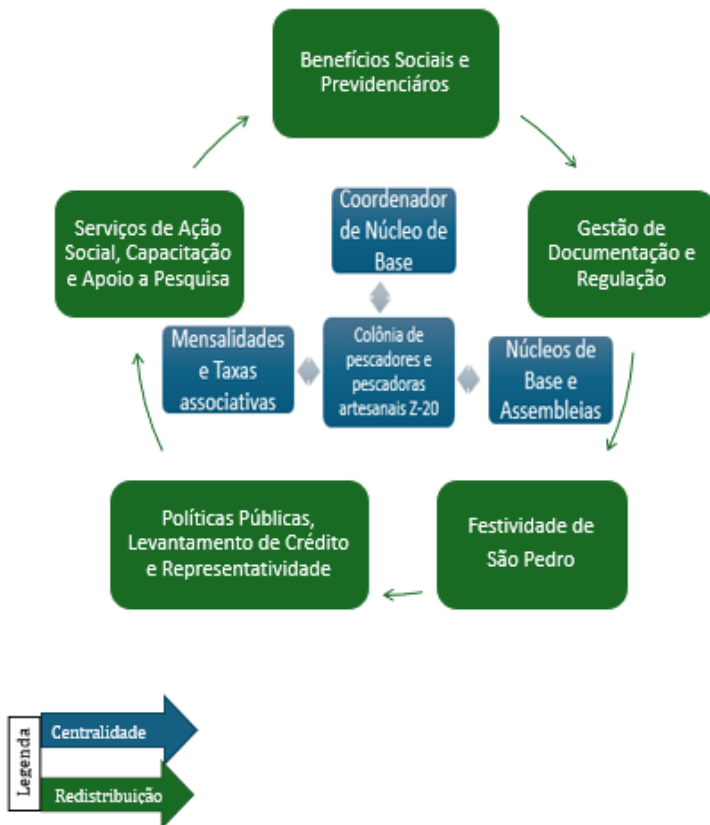 Benefícios Sociais e
Previdenciáros
Coordenador
de Núcleo de
Base
Serviços de Ação
Social, Capacitação
e Apoio a Pesquisa
Gestão de
Documentação e
Regulação
Mensalidades
e Taxas
associativas
Colônia de
pescadores e
pescadoras
artesanais Z-20
Núcleos de
Base e
Assembleias
Políticas Públicas,
Levantamento de Crédito
e Representatividade
Festividade de
São Pedro
Legenda
Centralidade
Redistribuição